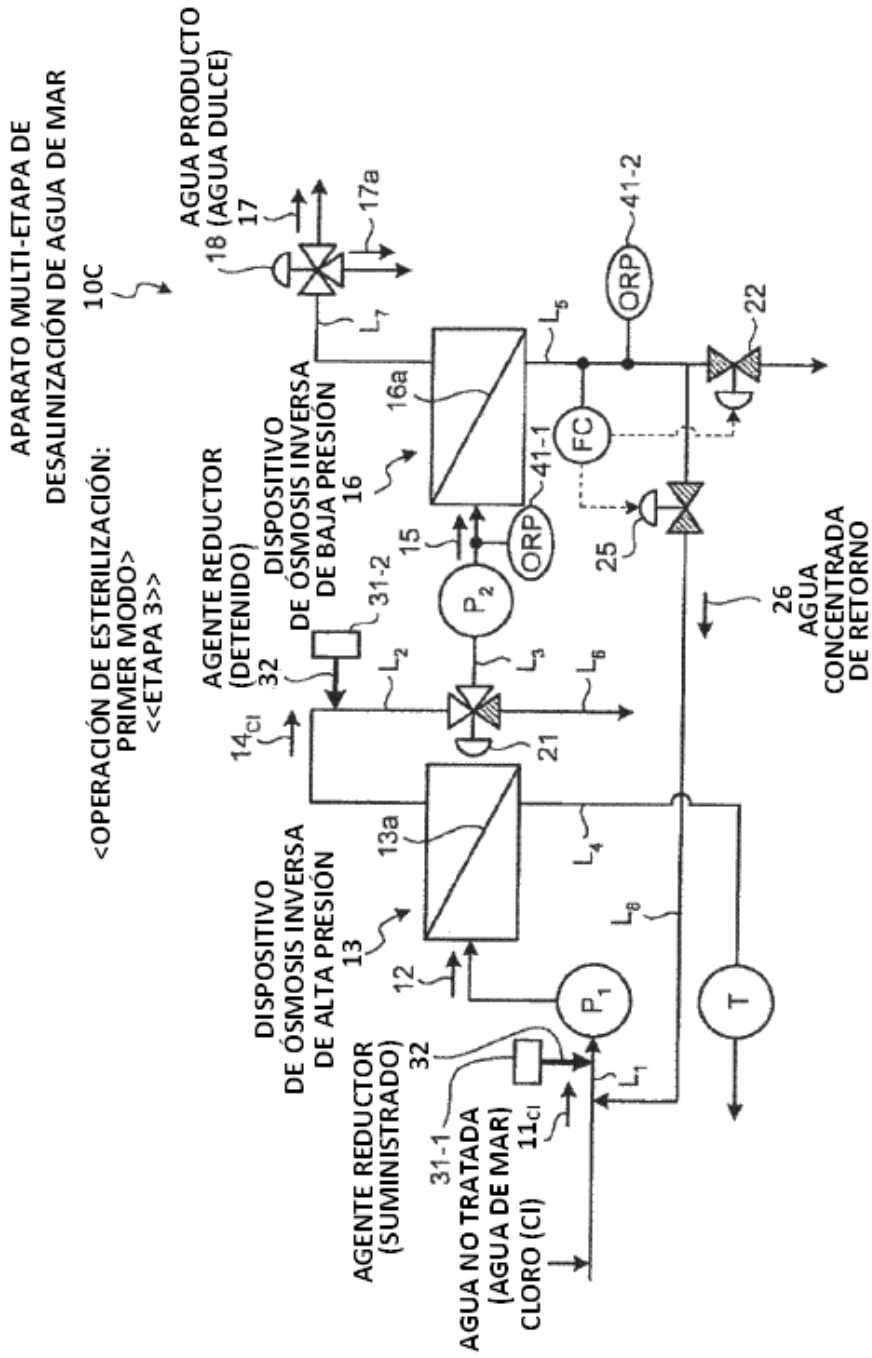 APARATO MULTI-ETAPA DE
DESALINIZACIÓN DE AGUA DE MAR
10C
<OPERACIÓN DE ESTERILIZACIÓN:
PRIMER MODO>
<<ETAPA 3>>
AGUA PRODUCTO
(AGUA DULCE)
17
18
17a
L7
AGENTE REDUCTOR
(DETENIDO)
32
31-2
14Cl
L2
DISPOSITIVO
DE ÓSMOSIS INVERSA
DE BAJA PRESIÓN
16
16a
15
P2
ORP
41-1
L3
L6
21
L5
FC
ORP
41-2
22
25
26
AGUA
CONCENTRADA
DE RETORNO
DISPOSITIVO
DE ÓSMOSIS INVERSA
DE ALTA PRESIÓN
13
13a
12
P1
L4
L8
T
AGENTE REDUCTOR
(SUMINISTRADO)
31-1
32
L1
11Cl
AGUA NO TRATADA
(AGUA DE MAR)
CLORO (Cl)